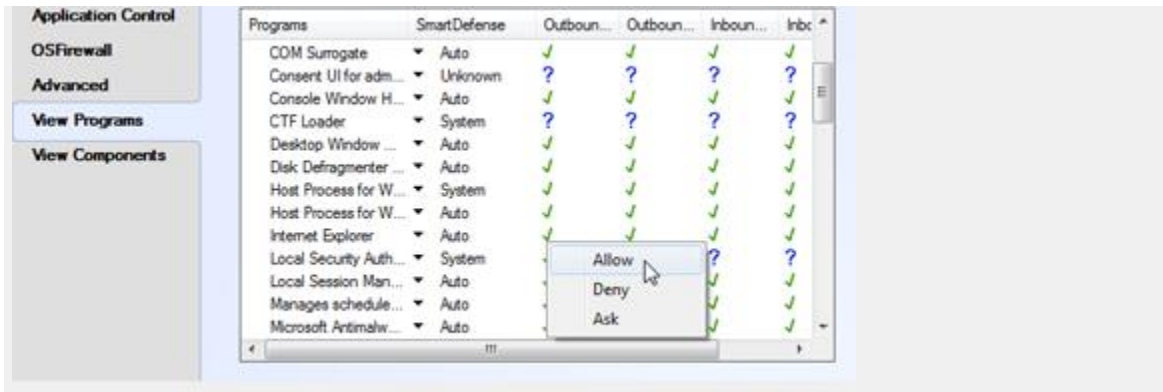 Application Control
OSFirewall
Advanced
View Programs
View Components
Programs SmartDefense Outboun... Outboun... Inboun... Inbc
COM Surrogate Auto
Consent UI for adm... Unknown ? ? ? ?
Console Window H... Auto
CTF Loader System ? ? ? ?
Desktop Window ... Auto
Disk Defragmenter ... Auto
Host Process for W... System
Host Process for W... Auto
Internet Explorer Auto
Local Security Auth... System ? ?
Local Session Man... Auto
Manages schedule... Auto
Microsoft Antimalw... Auto
Allow
Deny
Ask